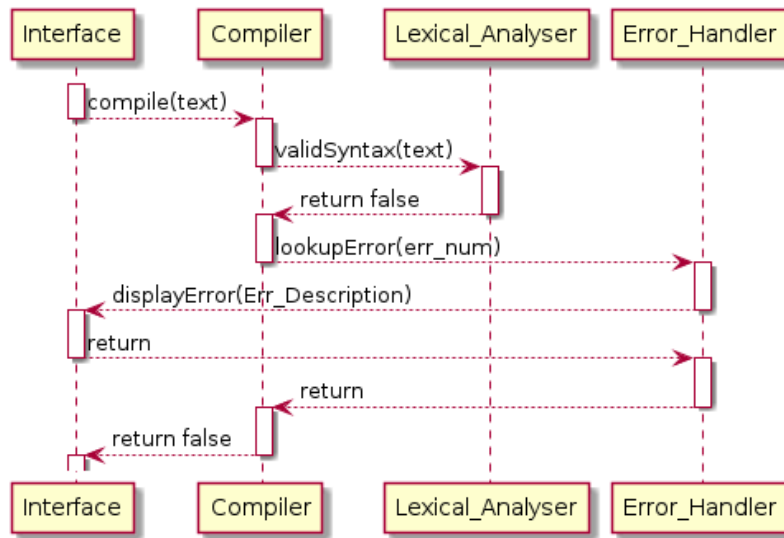 Interface Compiler Lexical_Analyser Error_Handler
compile(text)
validSyntax(text)
return false
lookupError(err_num)
displayError(Err_Description)
return
return
return false
Interface Compiler Lexical_Analyser Error_Handler